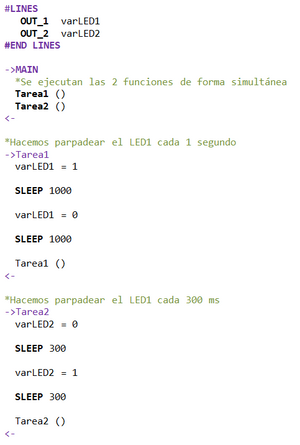 #LINES
OUT_1 varLED1
OUT_2 varLED2
#END LINES
->MAIN
*Se ejecutan las 2 funciones de forma simultánea
Tarea1 ()
Tarea2 ()
<-
*Hacemos parpadear el LED1 cada 1 segundo
->Tarea1
varLED1 = 1
SLEEP 1000
varLED1 = 0
SLEEP 1000
Tarea1 ()
<-
*Hacemos parpadear el LED1 cada 300 ms
->Tarea2
varLED2 = 0
SLEEP 300
varLED2 = 1
SLEEP 300
Tarea2 ()
<-